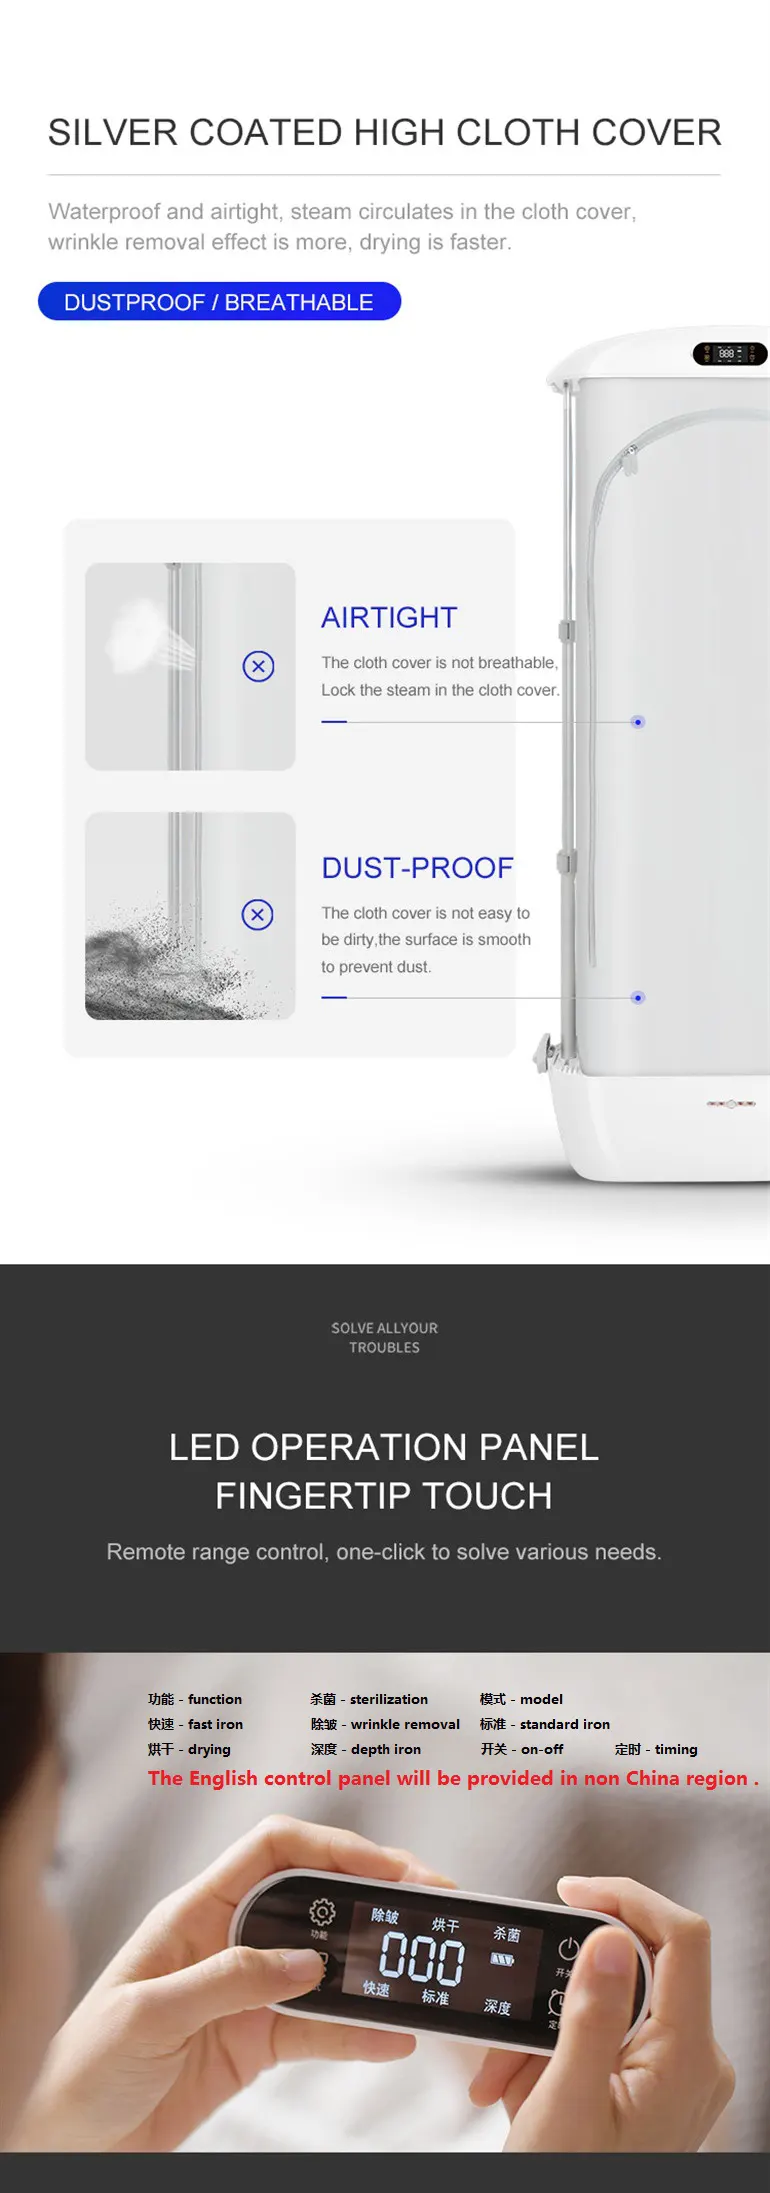 SILVER COATED HIGH CLOTH COVER
Waterproof and airtight, steam circulates in the cloth cover,
wrinkle removal effect is more, drying is faster.
DUSTPROOF / BREATHABLE
888
AIRTIGHT
The cloth cover is not breathable,
Lock the steam in the cloth cover.
DUST-PROOF
The cloth cover is not easy to
be dirty,the surface is smooth
to prevent dust.
SOLVE ALLYOUR
TROUBLES
LED OPERATION PANEL
FINGERTIP TOUCH
Remote range control, one-click to solve various needs.
功能 - function 杀菌 - sterilization 模式 - model
快速 - fast iron 除皱 - wrinkle removal 标准 - standard iron
烘干 - drying 深度 - depth iron 开关 - on-off 定时 - timing
The English control panel will be provided in non China region .
除皱 烘干 杀菌
功能 000 开关
快速 标准 深度